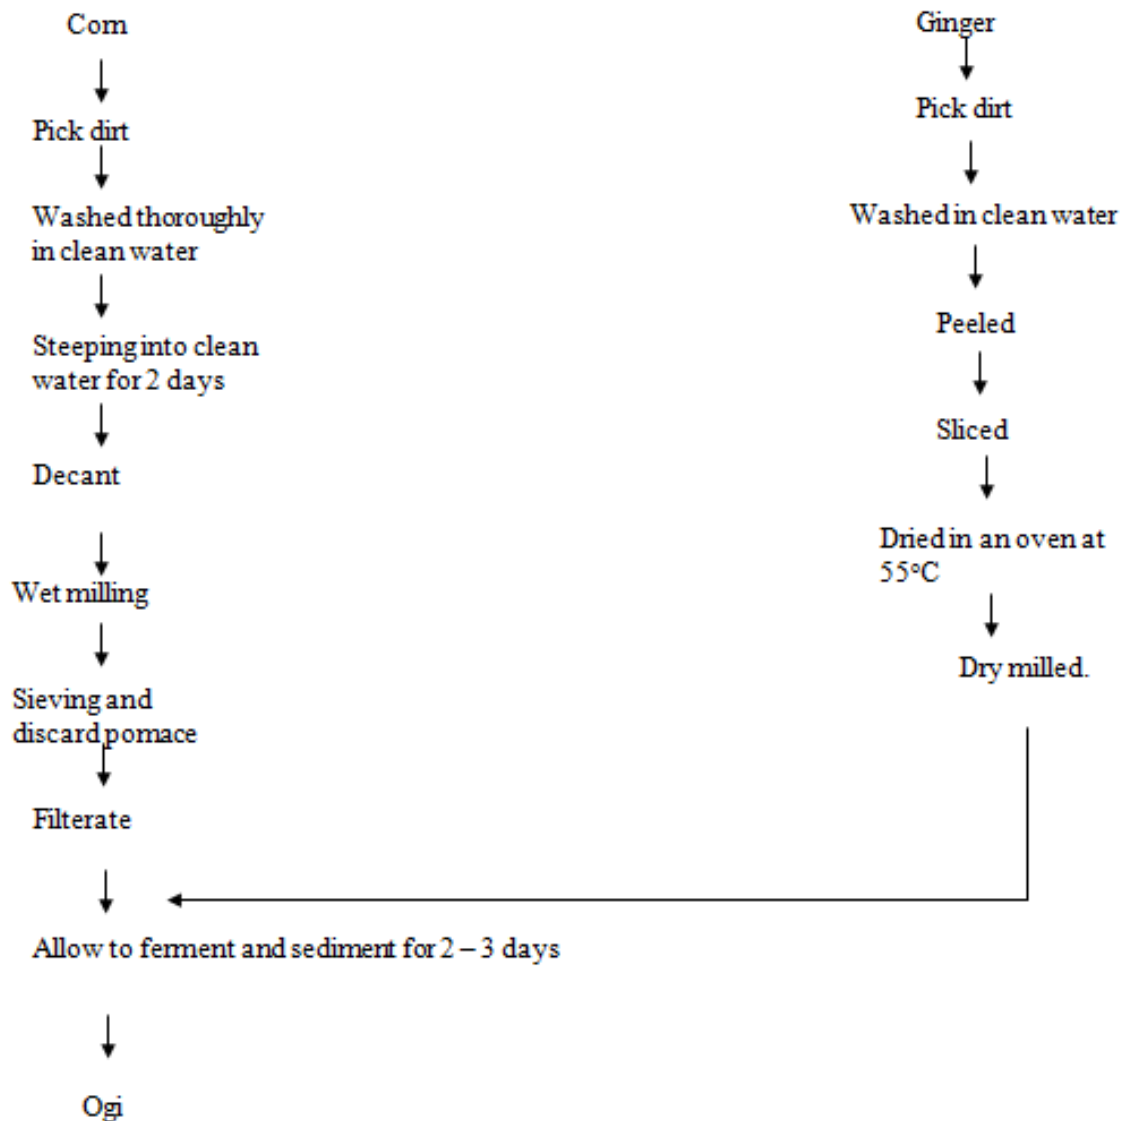 Corn
Pick dirt
Washed thoroughly
in clean water
Steeping into clean
water for 2 days
Decant
Wet milling
Sieving and
discard pomace
Filterate
Allow to ferment and sediment for 2 – 3 days
Ogi
Ginger
Pick dirt
Washed in clean water
Peeled
Sliced
Dried in an oven at
55°C
Dry milled.